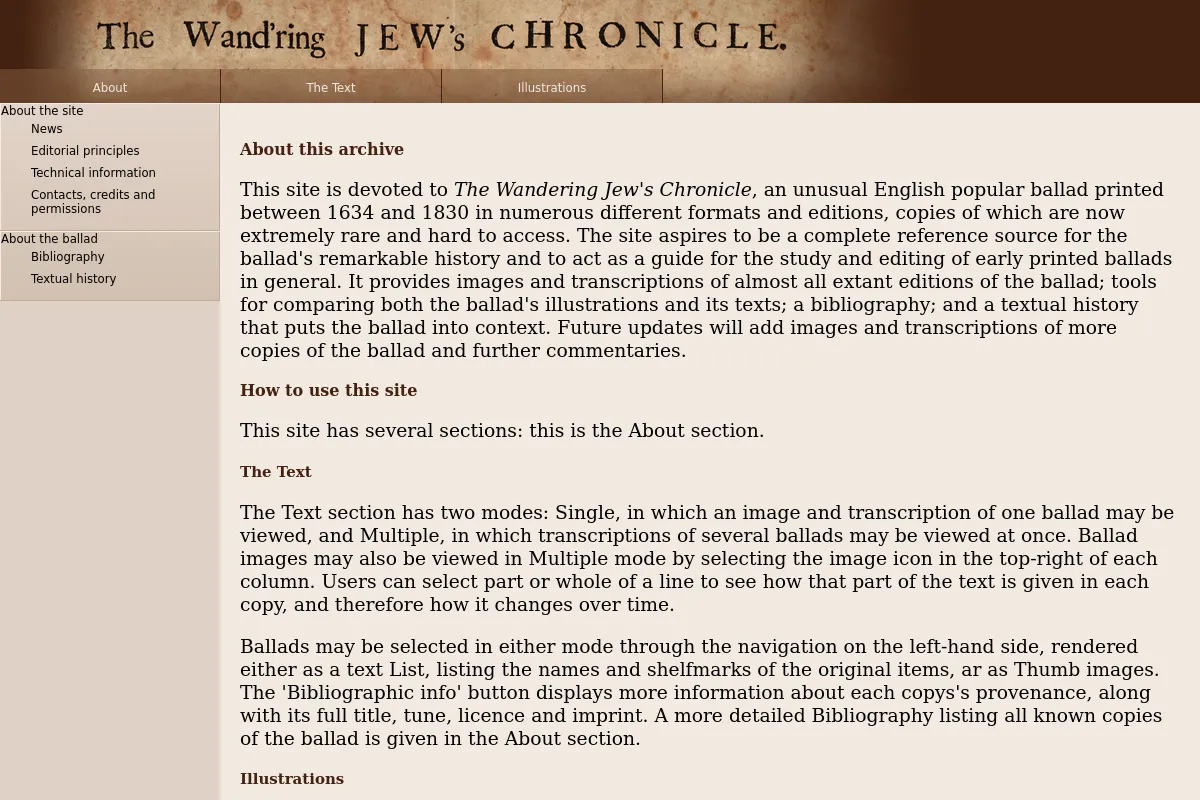 The Wand'ring JEW's CHRONICLE.
About
The Text
Illustrations
About the site
News
Editorial principles
Technical information
Contacts, credits and
permissions
About the ballad
Bibliography
Textual history
About this archive
This site is devoted to The Wandering Jew's Chronicle, an unusual English popular ballad printed
between 1634 and 1830 in numerous different formats and editions, copies of which are now
extremely rare and hard to access. The site aspires to be a complete reference source for the
ballad's remarkable history and to act as a guide for the study and editing of early printed ballads
in general. It provides images and transcriptions of almost all extant editions of the ballad; tools
for comparing both the ballad's illustrations and its texts; a bibliography; and a textual history
that puts the ballad into context. Future updates will add images and transcriptions of more
copies of the ballad and further commentaries.
How to use this site
This site has several sections: this is the About section.
The Text
The Text section has two modes: Single, in which an image and transcription of one ballad may be
viewed, and Multiple, in which transcriptions of several ballads may be viewed at once. Ballad
images may also be viewed in Multiple mode by selecting the image icon in the top-right of each
column. Users can select part or whole of a line to see how that part of the text is given in each
copy, and therefore how it changes over time.
Ballads may be selected in either mode through the navigation on the left-hand side, rendered
either as a text List, listing the names and shelfmarks of the original items, ar as Thumb images.
The 'Bibliographic info' button displays more information about each copys's provenance, along
with its full title, tune, licence and imprint. A more detailed Bibliography listing all known copies
of the ballad is given in the About section.
Illustrations